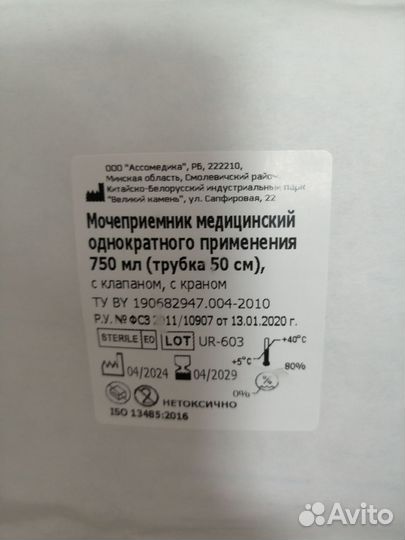 ООО "Ассомедика", РБ, 222210,
Минская область, Смолевичский район,
Китайско-Белорусский индустриальный парк
"Великий камень", ул. Сапфировая, 22
Мочеприемник медицинский
однократного применения
750 мл (трубка 50 см),
с клапаном, с краном
ТУ BY 190682947.004-2010
Р.У. № ФСЗ 2011/10907 от 13.01.2020 г.
STERILE EO LOT UR-603 +5°C +40°C 80%
04/2024 04/2029
НЕТОКСИЧНО
ISO 13485:2016
Avito